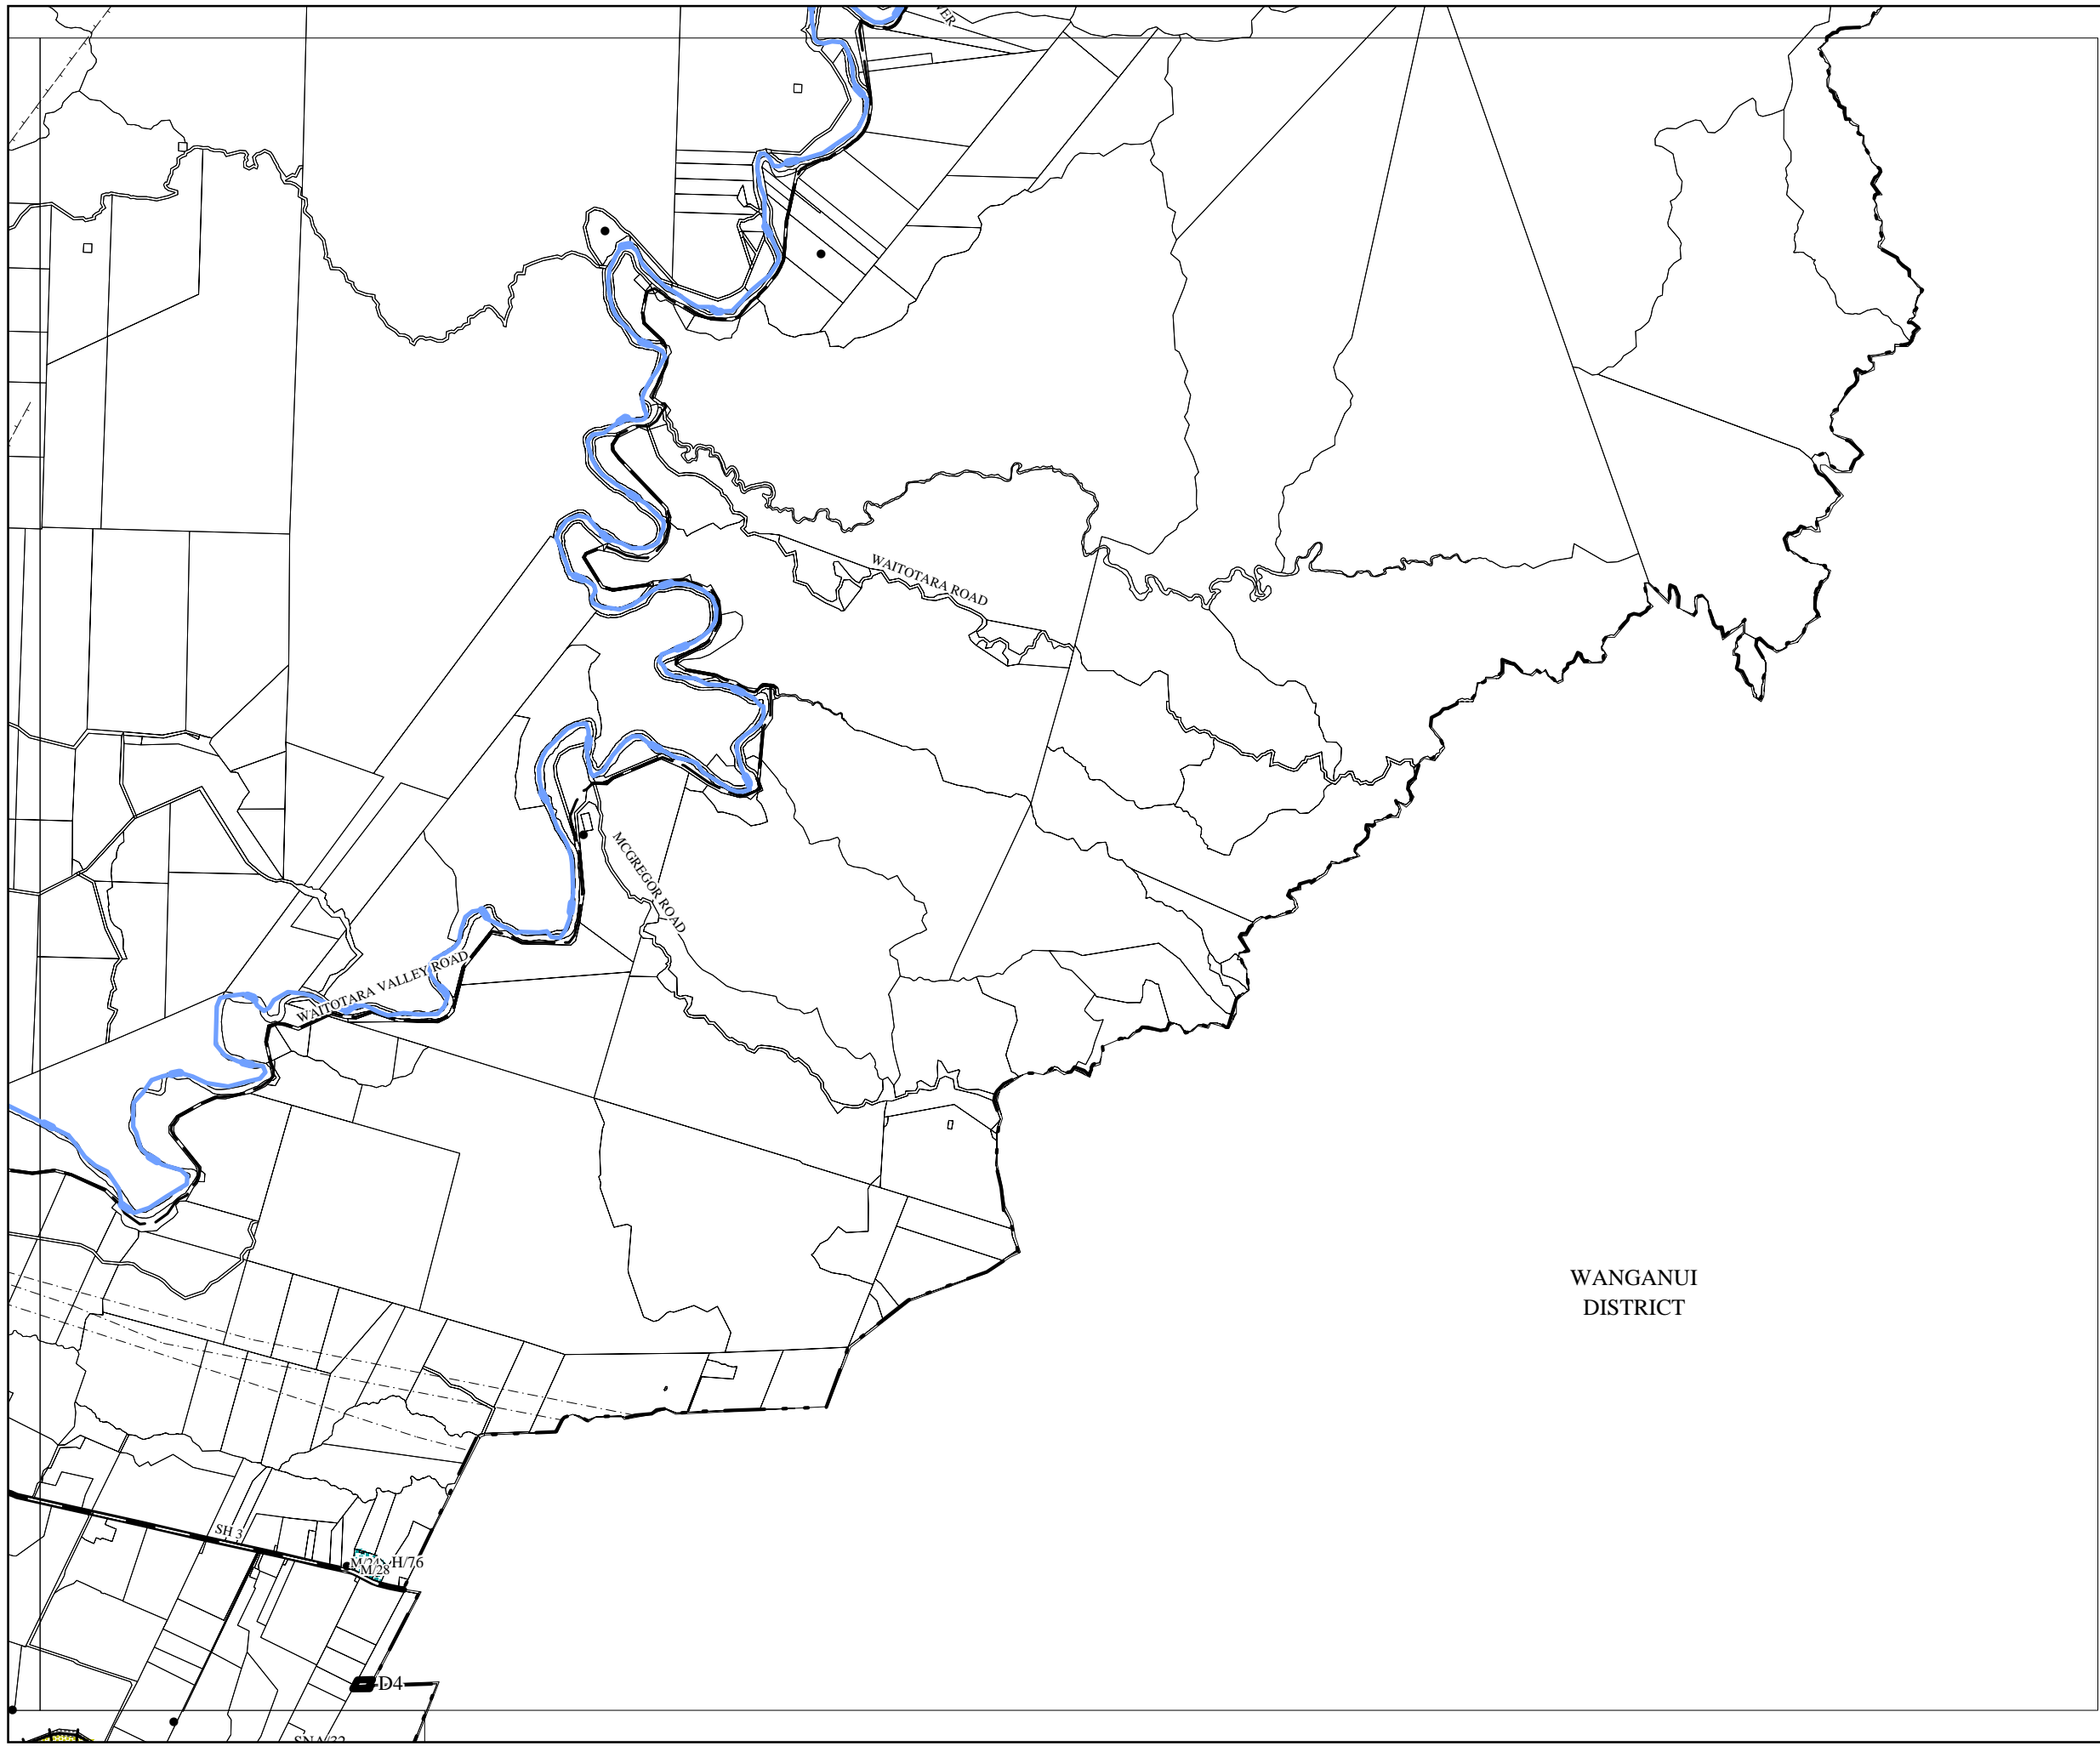 WAITOTARA ROAD
MCGREGOR ROAD
WAITOTARA VALLEY ROAD
WANGANUI
DISTRICT
SH 3
H/76
M/28
D4